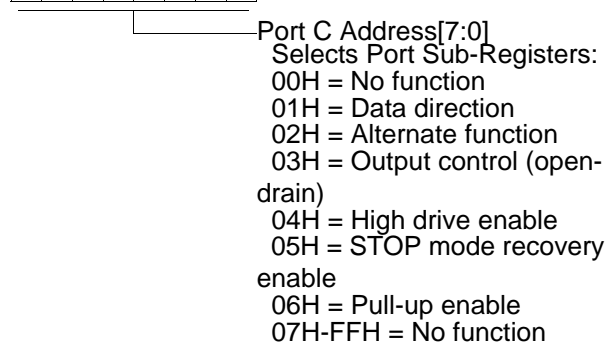 Port C Address[7:0]
Selects Port Sub-Registers:
00H = No function
01H = Data direction
02H = Alternate function
03H = Output control (open-
drain)
04H = High drive enable
05H = STOP mode recovery
enable
06H = Pull-up enable
07H-FFH = No function